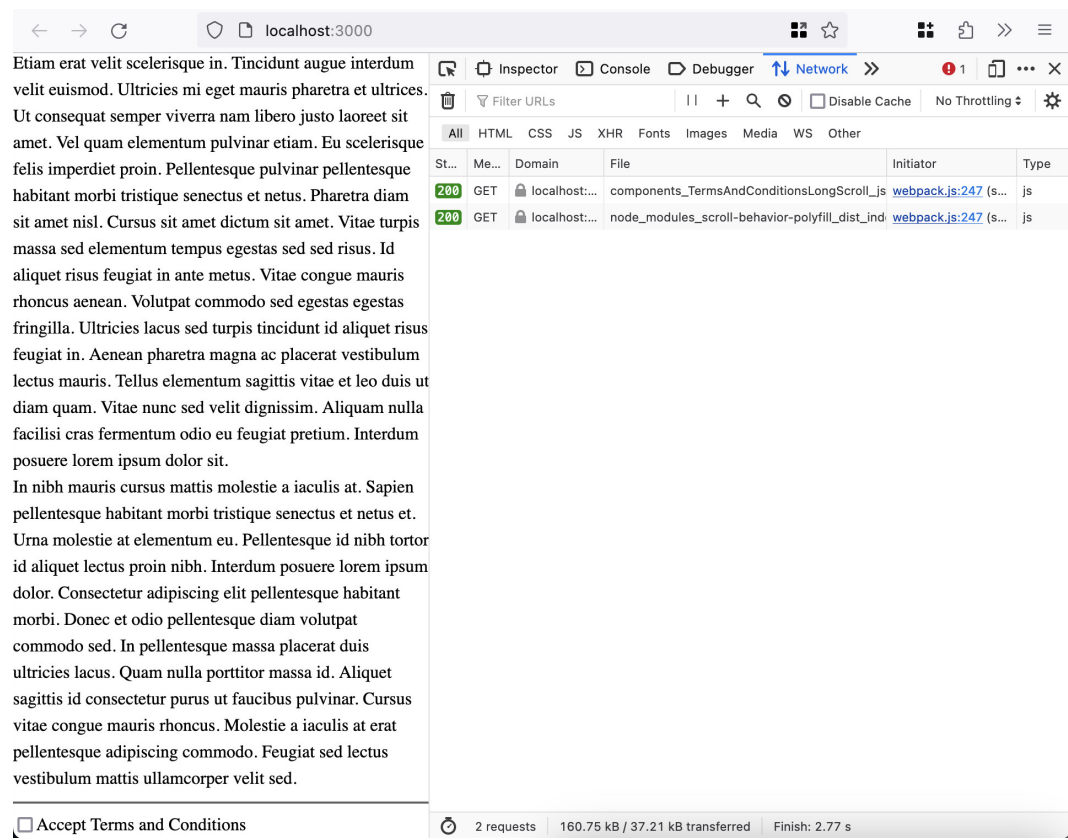 localhost:3000
Etiam erat velit scelerisque in. Tincidunt augue interdum
velit euismod. Ultricies mi eget mauris pharetra et ultrices.
Ut consequat semper viverra nam libero justo laoreet sit
amet. Vel quam elementum pulvinar etiam. Eu scelerisque
felis imperdiet proin. Pellentesque pulvinar pellentesque
habitant morbi tristique senectus et netus. Pharetra diam
sit amet nisl. Cursus sit amet dictum sit amet. Vitae turpis
massa sed elementum tempus egestas sed sed risus. Id
aliquet risus feugiat in ante metus. Vitae congue mauris
rhoncus aenean. Volutpat commodo sed egestas egestas
fringilla. Ultricies lacus sed turpis tincidunt id aliquet risus
feugiat in. Aenean pharetra magna ac placerat vestibulum
lectus mauris. Tellus elementum sagittis vitae et leo duis ut
diam quam. Vitae nunc sed velit dignissim. Aliquam nulla
facilisi cras fermentum odio eu feugiat pretium. Interdum
posuere lorem ipsum dolor sit.
In nibh mauris cursus mattis molestie a iaculis at. Sapien
pellentesque habitant morbi tristique senectus et netus et.
Urna molestie at elementum eu. Pellentesque id nibh tortor
id aliquet lectus proin nibh. Interdum posuere lorem ipsum
dolor. Consectetur adipiscing elit pellentesque habitant
morbi. Donec et odio pellentesque diam volutpat
commodo sed. In pellentesque massa placerat duis
ultricies lacus. Quam nulla porttitor massa id. Aliquet
sagittis id consectetur purus ut faucibus pulvinar. Cursus
vitae congue mauris rhoncus. Molestie a iaculis at erat
pellentesque adipiscing commodo. Feugiat sed lectus
vestibulum mattis ullamcorper velit sed.
Accept Terms and Conditions
Inspector Console Debugger Network 1
Filter URLs Disable Cache No Throttling
All HTML CSS JS XHR Fonts Images Media WS Other
St... Me... Domain File Initiator Type
200 GET localhost:... components_TermsAndConditionsLongScroll_js webpack.js:247 (s... js
200 GET localhost:... node_modules_scroll-behavior-polyfill_dist_ind webpack.js:247 (s... js
2 requests 160.75 kB / 37.21 kB transferred Finish: 2.77 s